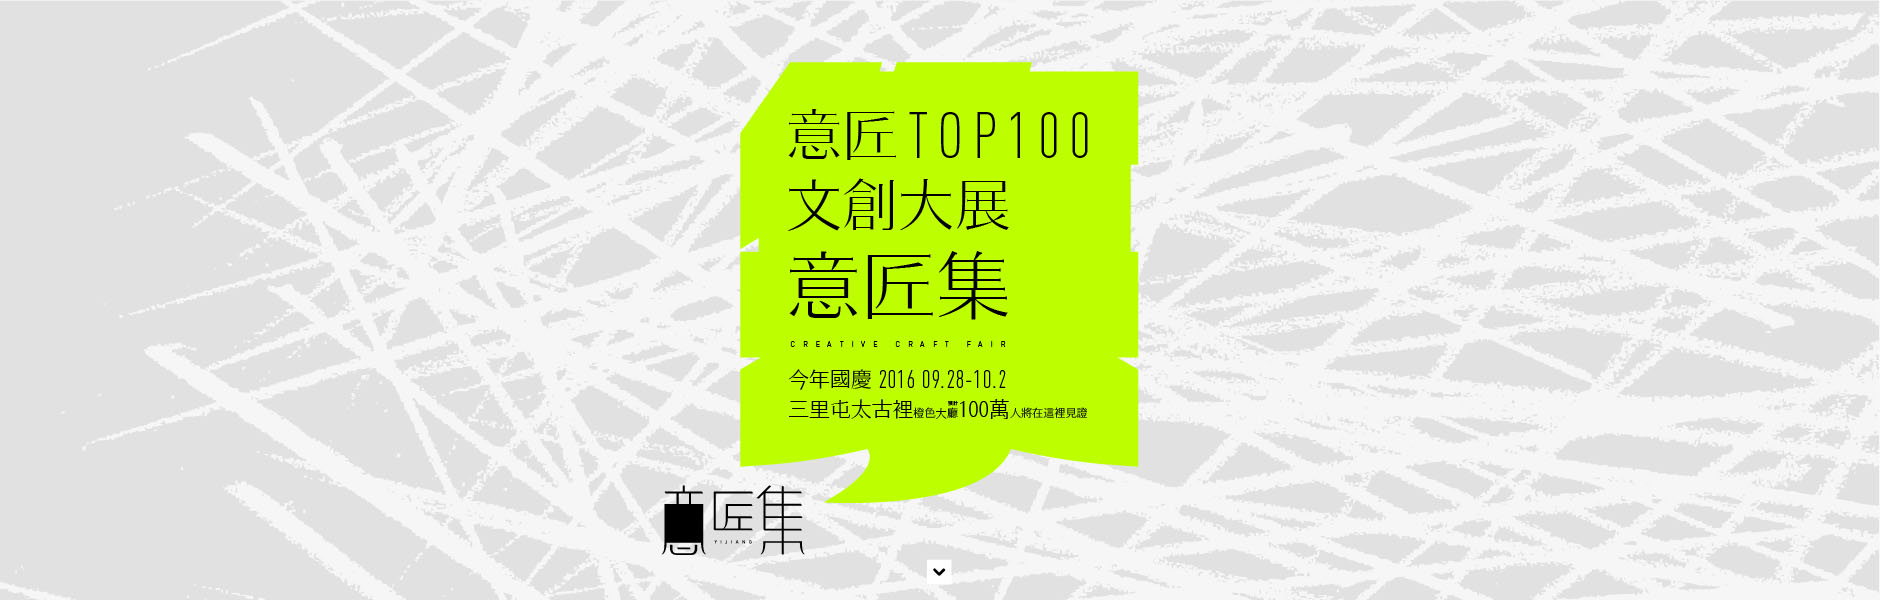 意匠TOP100
文創大展
意匠集
CREATIVE CRAFT FAIR
今年國慶 2016 09.28-10.2
三里屯太古裡橙色大廳100萬人將在這裡見證
意匠集
YIJIANG